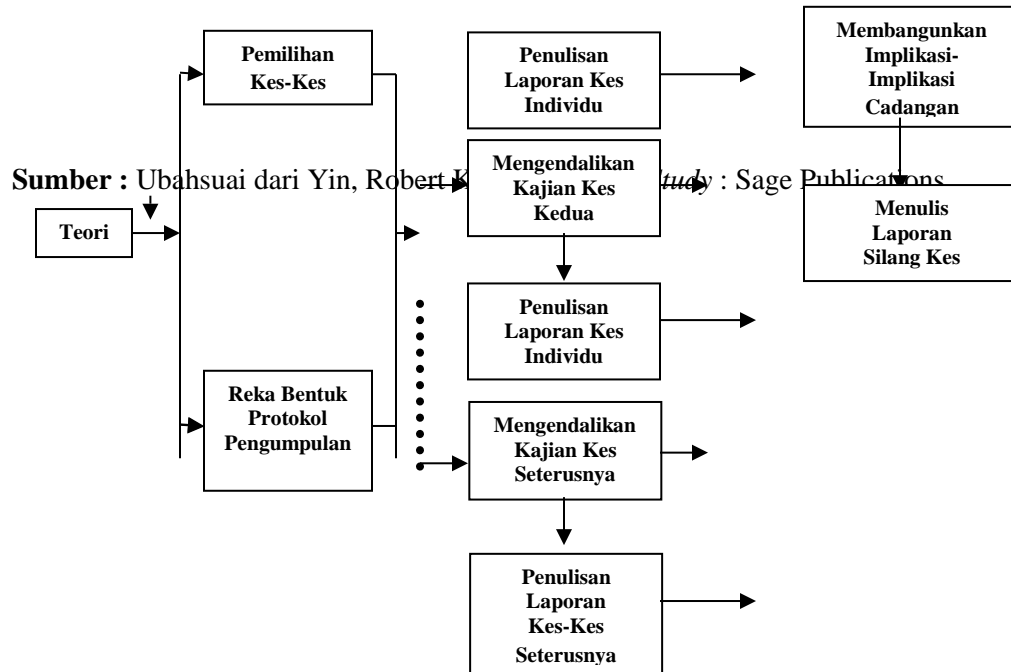 Pemilihan
Kes-Kes
Penulisan
Laporan Kes
Individu
Membangunkan
Implikasi-
Implikasi
Cadangan
Sumber : Ubahsuai dari Yin, Robert K
: Sage Publications
Mengendalikan
Kajian Kes
Kedua
Menulis
Laporan
Silang Kes
Teori
Penulisan
Laporan Kes
Individu
Reka Bentuk
Protokol
Pengumpulan
Mengendalikan
Kajian Kes
Seterusnya
Penulisan
Laporan
Kes-Kes
Seterusnya